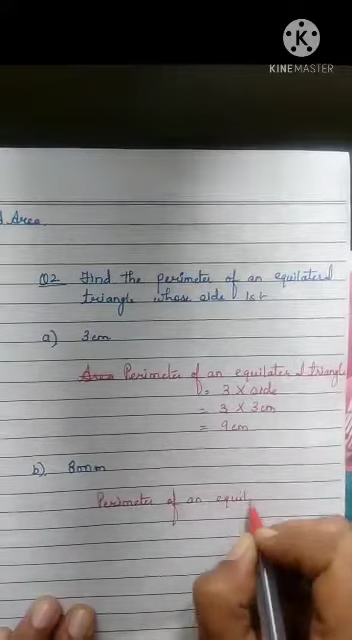 K
KINEMASTER
d Area
Q2 Find the perimeter of an equilateral
triangle whose side is:-
a) 3cm
Area Perimeter of an equilateral triangle
= 3 X side
= 3 X 3cm
= 9cm
b). 8mm
Perimeter of an equil